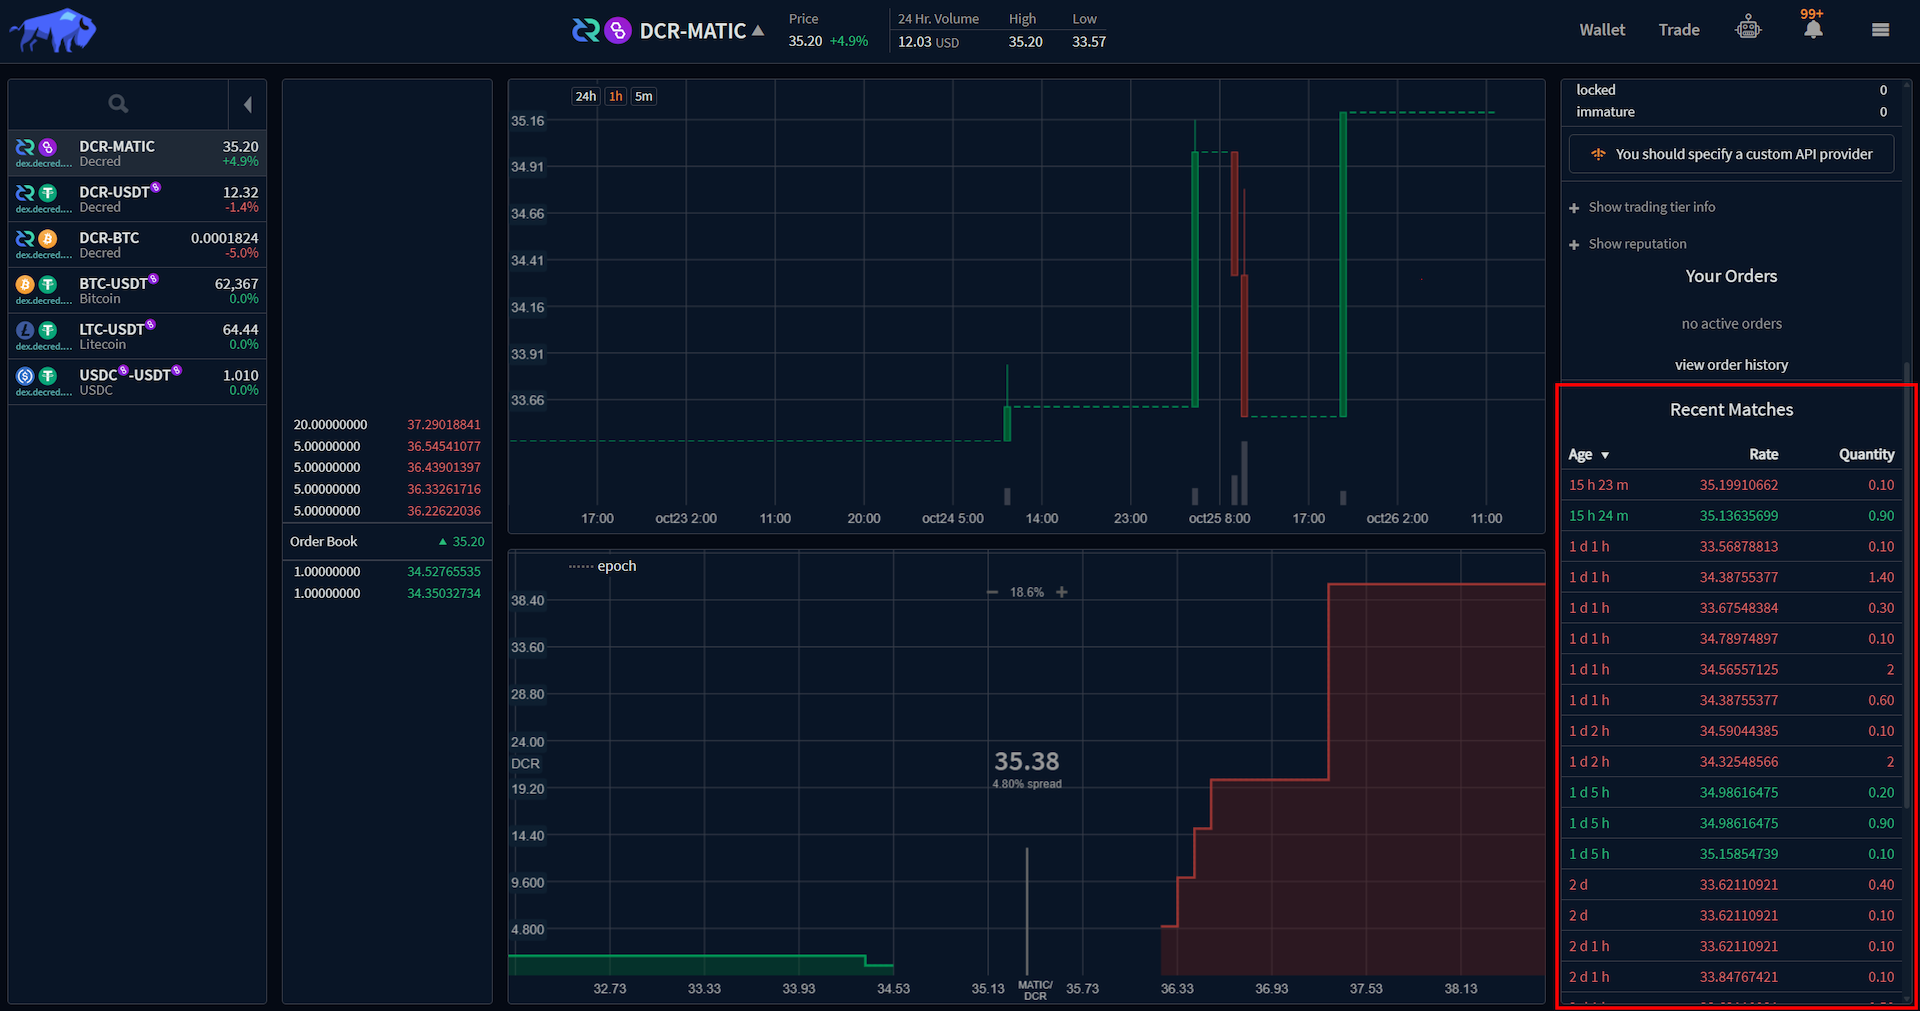 DCR-MATIC
Price
35.20 +4.9%
24 Hr. Volume High Low
12.03 USD 35.20 33.57
Wallet Trade 99+
DCR-MATIC 35.20
Decred +4.9%
dex.decred....
DCR-USDT 12.32
Decred -1.4%
dex.decred....
DCR-BTC 0.0001824
Decred -5.0%
dex.decred....
BTC-USDT 62,367
Bitcoin 0.0%
dex.decred....
LTC-USDT 64.44
Litecoin 0.0%
dex.decred....
USDC-USDT 1.010
USDC 0.0%
dex.decred....
20.00000000 37.29018841
5.00000000 36.54541077
5.00000000 36.43901397
5.00000000 36.33261716
5.00000000 36.22622036
Order Book 35.20
1.00000000 34.52765535
1.00000000 34.35032734
24h 1h 5m
35.16
34.91
34.66
34.41
34.16
33.91
33.66
17:00 oct23 2:00 11:00 20:00 oct24 5:00 14:00 23:00 oct25 8:00 17:00 oct26 2:00 11:00
epoch
18.6%
38.40
33.60
28.80
24.00
DCR
19.20
14.40
9.600
4.800
35.38
4.80% spread
32.73 33.33 33.93 34.53 35.13 MATIC/ 35.73 36.33 36.93 37.53 38.13
DCR
locked 0
immature 0
You should specify a custom API provider
Show trading tier info
Show reputation
Your Orders
no active orders
view order history
Recent Matches
Age Rate Quantity
15 h 23 m 35.19910662 0.10
15 h 24 m 35.13635699 0.90
1 d 1 h 33.56878813 0.10
1 d 1 h 34.38755377 1.40
1 d 1 h 33.67548384 0.30
1 d 1 h 34.78974897 0.10
1 d 1 h 34.56557125 2
1 d 1 h 34.38755377 0.60
1 d 2 h 34.59044385 0.10
1 d 2 h 34.32548566 2
1 d 5 h 34.98616475 0.20
1 d 5 h 34.98616475 0.90
1 d 5 h 35.15854739 0.10
2 d 33.62110921 0.40
2 d 33.62110921 0.10
2 d 1 h 33.62110921 0.10
2 d 1 h 33.84767421 0.10